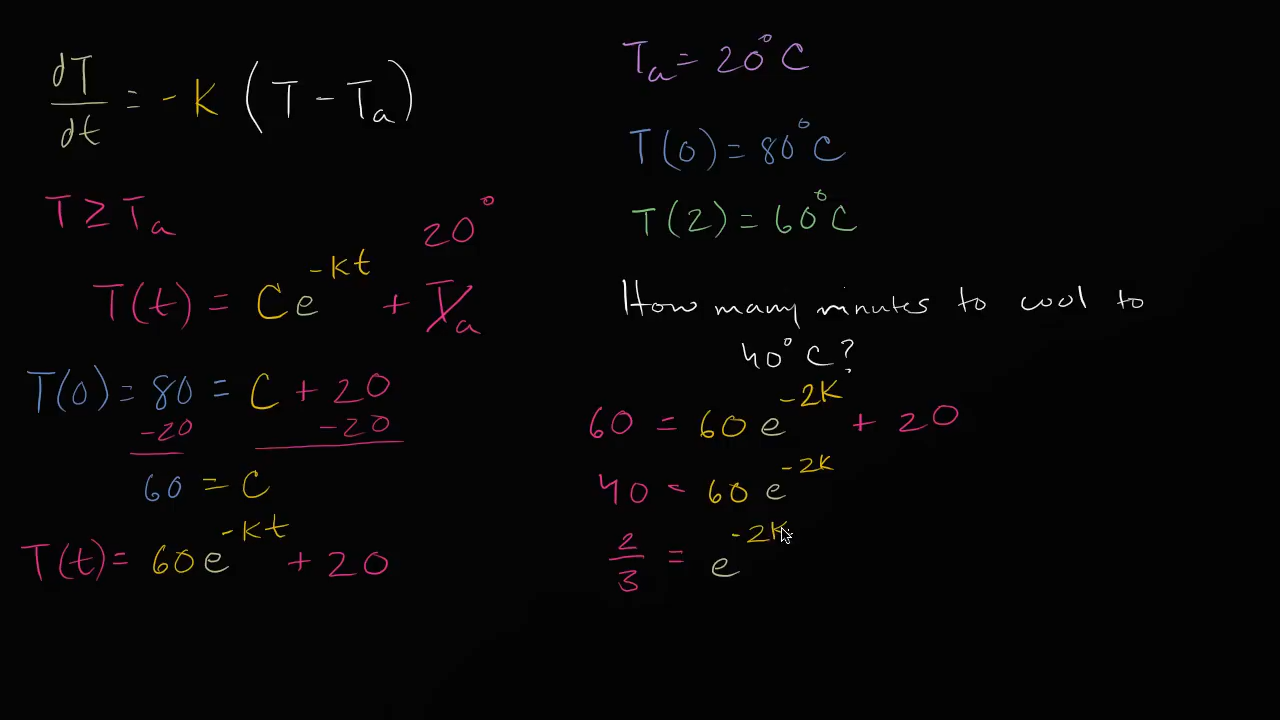 dT/dt = -k (T - Tₐ)
T ≥ Tₐ
20°
T(t) = Ce^(-kt) + Tₐ
T(0) = 80 = C + 20
-20 -20
60 = C
T(t) = 60e^(-kt) + 20
Tₐ = 20°C
T(0) = 80°C
T(2) = 60°C
How many minutes to cool to
40°C?
60 = 60e^(-2k) + 20
40 = 60e^(-2k)
2/3 = e^(-2k)